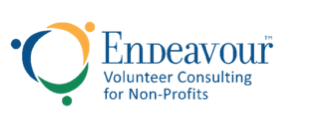 Endeavour™
Volunteer Consulting
for Non-Profits